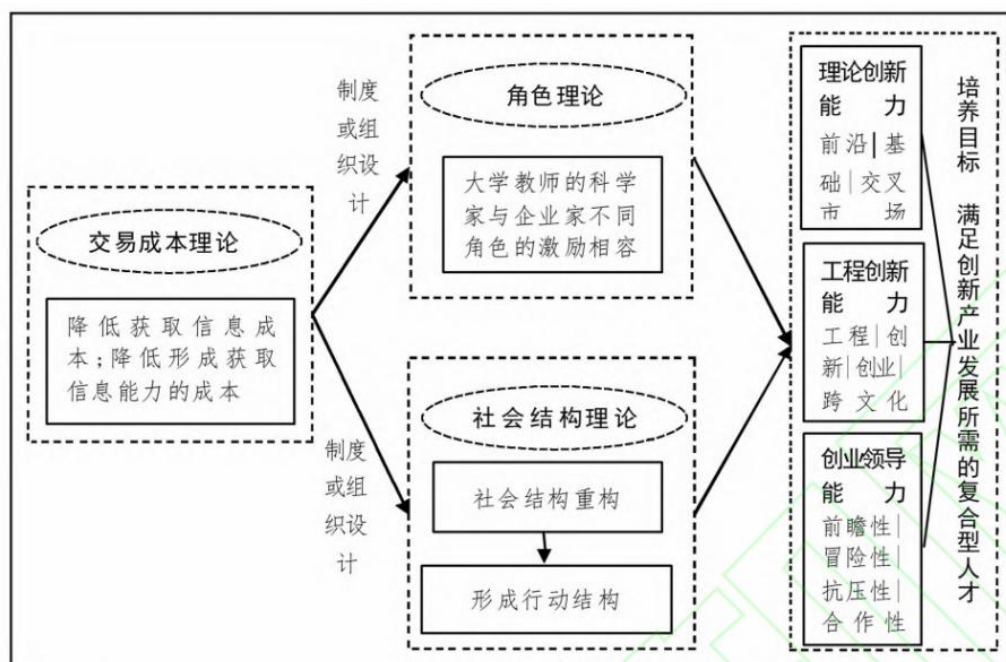 交易成本理论
降低获取信息成
本；降低形成获取
信息能力的成本
制度
或组
织设
计
制度
或组
织设
计
角色理论
大学教师的科学
家与企业家不同
角色的激励相容
社会结构理论
社会结构重构
形成行动结构
理论创新
能 力
前沿|基
础|交叉
市 场
工程创新
能 力
工程|创
新|创业|
跨文化
创业领导
能 力
前瞻性|
冒险性|
抗压性|
合作性
培养目标 满足创新产业发展所需的复合型人才